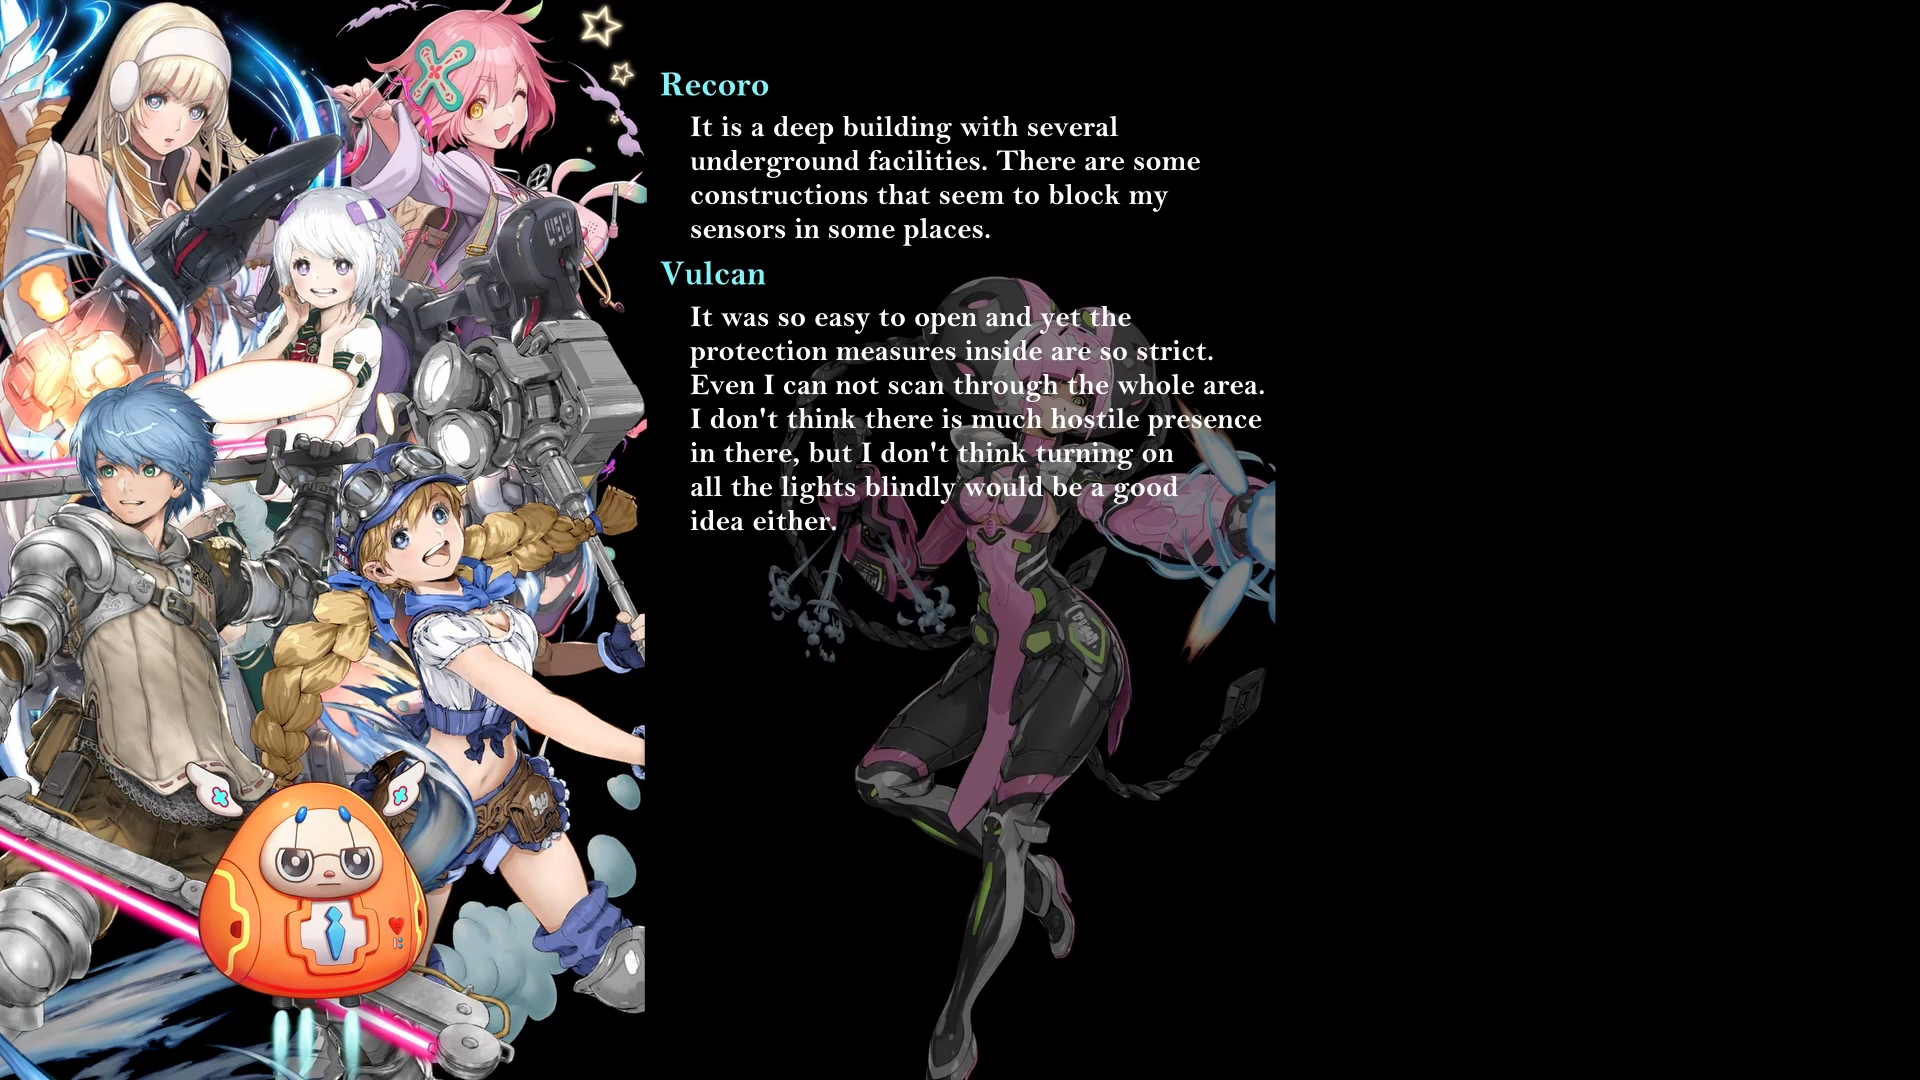 Recoro
It is a deep building with several
underground facilities. There are some
constructions that seem to block my
sensors in some places.
Vulcan
It was so easy to open and yet the
protection measures inside are so strict.
Even I can not scan through the whole area.
I don't think there is much hostile presence
in there, but I don't think turning on
all the lights blindly would be a good
idea either.